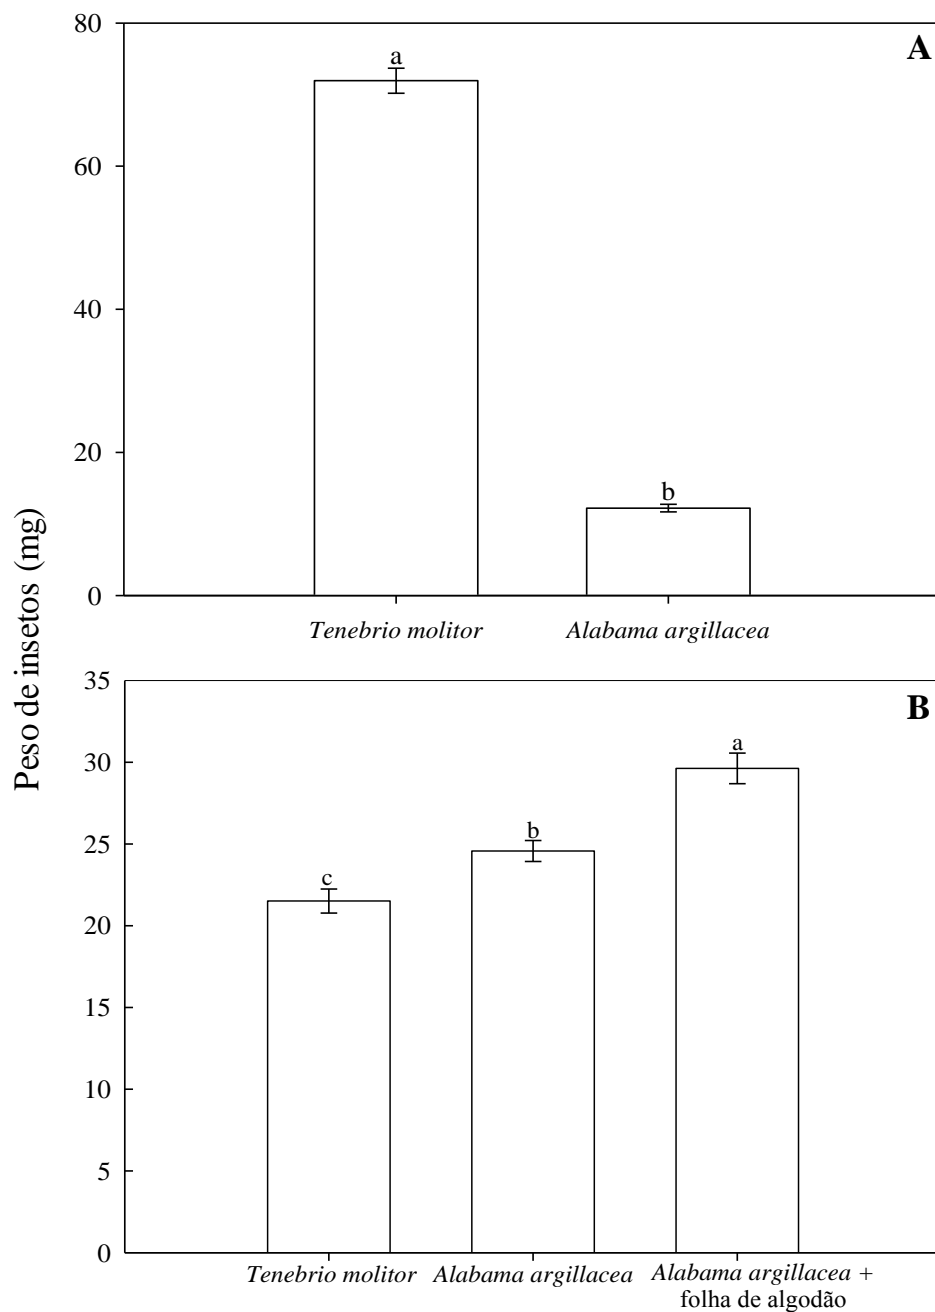 Peso de insetos (mg)
A
80
60
40
20
0
a
b
Tenebrio molitor
Alabama argillacea
B
35
30
25
20
15
10
5
0
c
b
a
Tenebrio molitor
Alabama argillacea
Alabama argillacea +
folha de algodão